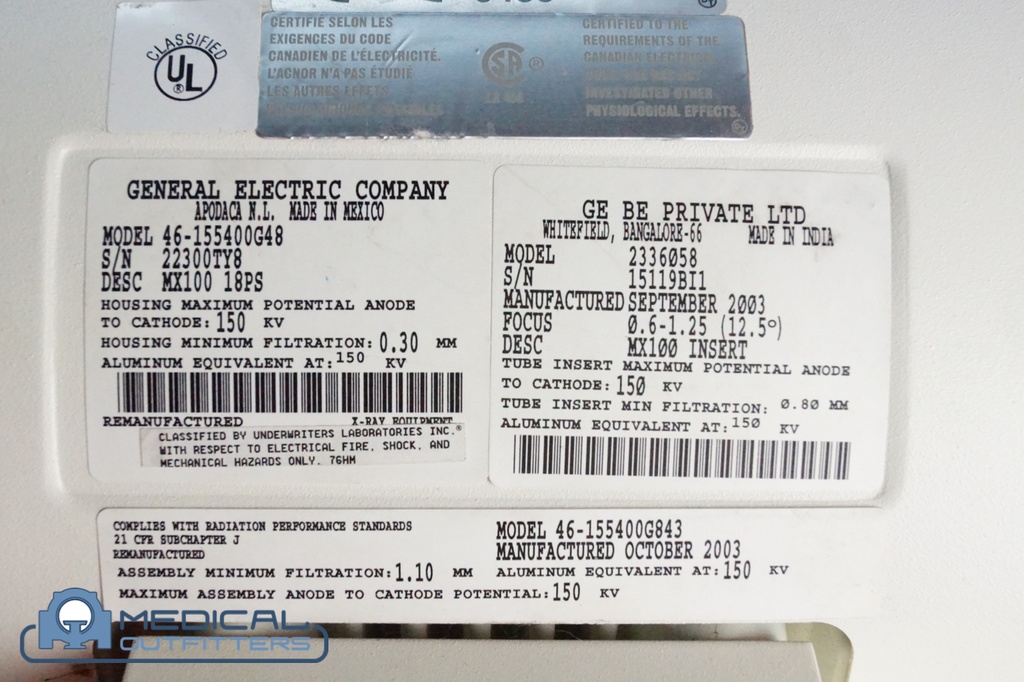 CLASSIFIED
UL
®
CERTIFIÉ SELON LES
EXIGENCES DU CODE
CANADIEN DE L'ÉLECTRICITÉ.
L'ACNOR N'A PAS ÉTUDIÉ
LES AUTRES EFFETS
SA ®
CERTIFIED TO THE
REQUIREMENTS OF THE
CANADIAN ELECTRICAL
INVESTIGATED OTHER
PHYSIOLOGICAL EFFECTS.
GENERAL ELECTRIC COMPANY
APODACA N.L. MADE IN MEXICO
MODEL 46-155400G48
S/N 22300TY8
DESC MX100 18PS
HOUSING MAXIMUM POTENTIAL ANODE
TO CATHODE: 150 KV
HOUSING MINIMUM FILTRATION: 0.30 MM
ALUMINUM EQUIVALENT AT: 150 KV
REMANUFACTURED X-RAY EQUIPMENT
CLASSIFIED BY UNDERWRITERS LABORATORIES INC.®
WITH RESPECT TO ELECTRICAL FIRE, SHOCK, AND
MECHANICAL HAZARDS ONLY. 76HM
GE BE PRIVATE LTD
WHITEFIELD, BANGALORE-66 MADE IN INDIA
MODEL 2336058
S/N 15119BI1
MANUFACTURED SEPTEMBER 2003
FOCUS 0.6-1.25 (12.5º)
DESC MX100 INSERT
TUBE INSERT MAXIMUM POTENTIAL ANODE
TO CATHODE: 150 KV
TUBE INSERT MIN FILTRATION: 0.80 MM
ALUMINUM EQUIVALENT AT: 150 KV
COMPLIES WITH RADIATION PERFORMANCE STANDARDS
21 CFR SUBCHAPTER J
REMANUFACTURED
MODEL 46-155400G843
MANUFACTURED OCTOBER 2003
ASSEMBLY MINIMUM FILTRATION: 1.10 MM ALUMINUM EQUIVALENT AT: 150 KV
MAXIMUM ASSEMBLY ANODE TO CATHODE POTENTIAL: 150 KV
MEDICAL
OUTFITTERS